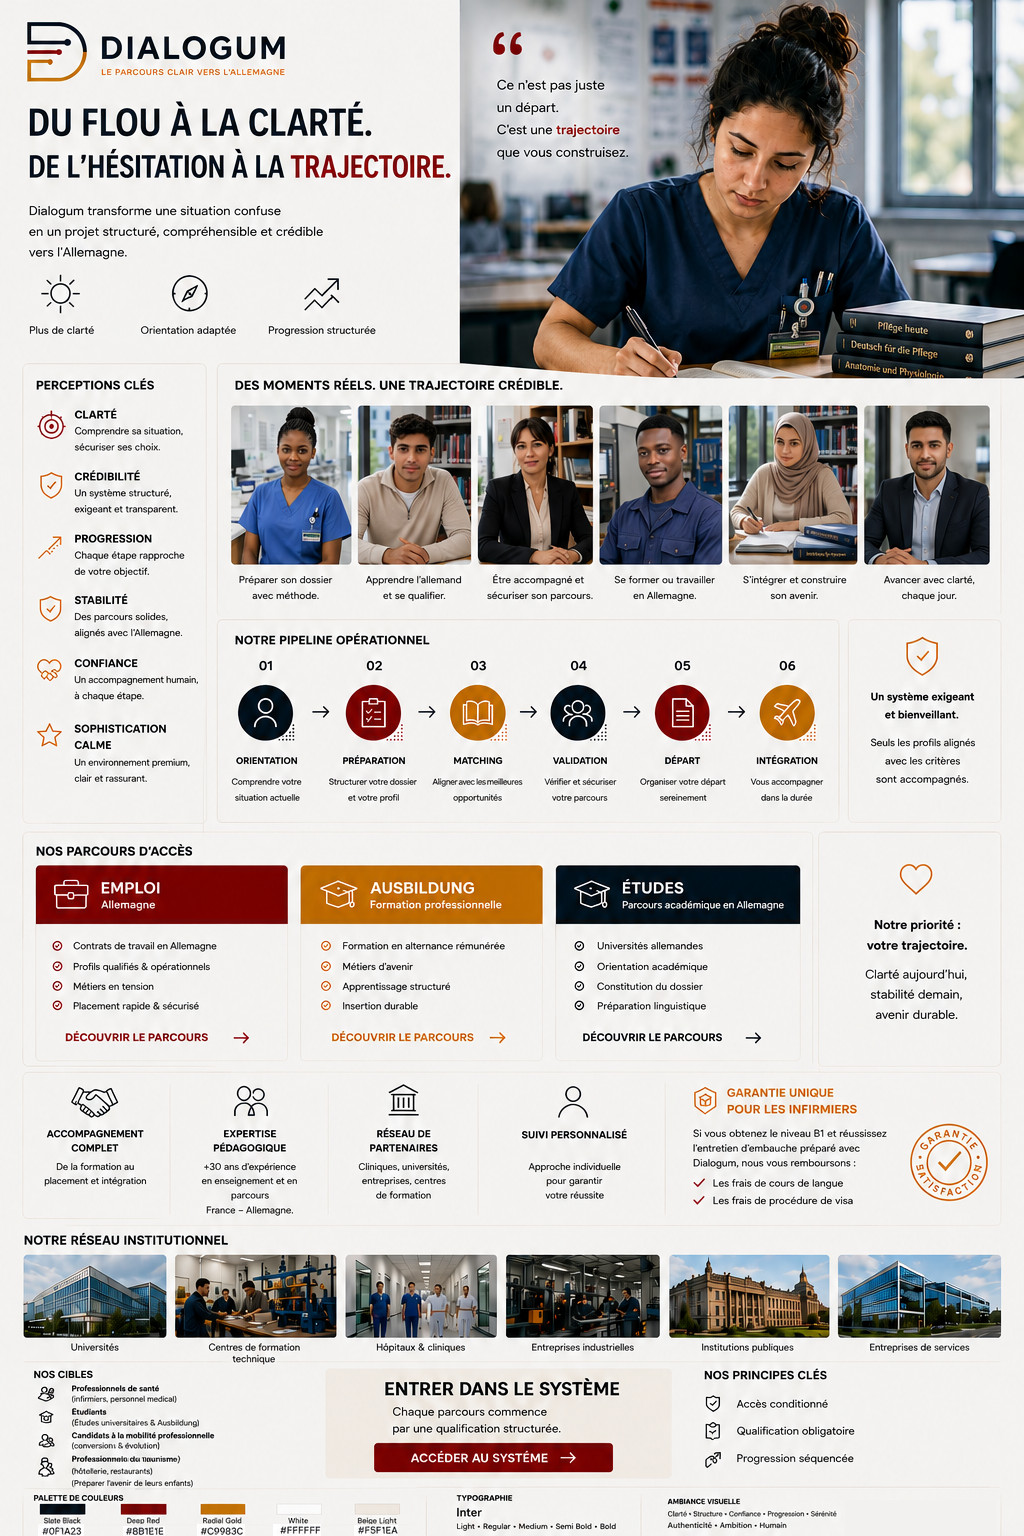 DIALOGUM
LE PARCOURS CLAIR VERS L'ALLEMAGNE
DU FLOU À LA CLARTÉ.
DE L'HÉSITATION À LA TRAJECTOIRE.
Dialogum transforme une situation confuse
en un projet structuré, compréhensible et crédible
vers l'Allemagne.
Plus de clarté
Orientation adaptée
Progression structurée
“
Ce n'est pas juste
un départ.
C'est une trajectoire
que vous construisez.
Pflege heute
Deutsch für die Pflege
Anatomie und Physiologie
PERCEPTIONS CLÉS
CLARTÉ
Comprendre sa situation,
sécuriser ses choix.
CRÉDIBILITÉ
Un système structuré,
exigeant et transparent.
PROGRESSION
Chaque étape rapproche
de votre objectif.
STABILITÉ
Des parcours solides,
alignés avec l'Allemagne.
CONFIANCE
Un accompagnement humain,
à chaque étape.
SOPHISTICATION
CALME
Un environnement premium,
clair et rassurant.
DES MOMENTS RÉELS. UNE TRAJECTOIRE CRÉDIBLE.
Préparer son dossier
avec méthode.
Apprendre l'allemand
et se qualifier.
Être accompagné et
sécuriser son parcours.
Se former ou travailler
en Allemagne.
S'intégrer et construire
son avenir.
Avancer avec clarté,
chaque jour.
NOTRE PIPELINE OPÉRATIONNEL
01
ORIENTATION
Comprendre votre
situation actuelle
02
PRÉPARATION
Structurer votre dossier
et votre profil
03
MATCHING
Aligner avec les meilleures
opportunités
04
VALIDATION
Vérifier et sécuriser
votre parcours
05
DÉPART
Organiser votre départ
sereinement
06
INTÉGRATION
Vous accompagner
dans la durée
Un système exigeant
et bienveillant.
Seuls les profils alignés
avec les critères
sont accompagnés.
NOS PARCOURS D'ACCÈS
EMPLOI
Allemagne
Contrats de travail en Allemagne
Profils qualifiés & opérationnels
Métiers en tension
Placement rapide & sécurisé
DÉCOUVRIR LE PARCOURS
AUSBILDUNG
Formation professionnelle
Formation en alternance rémunérée
Métiers d'avenir
Apprentissage structuré
Insertion durable
DÉCOUVRIR LE PARCOURS
ÉTUDES
Parcours académique en Allemagne
Universités allemandes
Orientation académique
Constitution du dossier
Préparation linguistique
DÉCOUVRIR LE PARCOURS
Notre priorité :
votre trajectoire.
Clarté aujourd'hui,
stabilité demain,
avenir durable.
ACCOMPAGNEMENT
COMPLET
De la formation au
placement et intégration
EXPERTISE
PÉDAGOGIQUE
+30 ans d'expérience
en enseignement et en
parcours
France – Allemagne.
RÉSEAU DE
PARTENAIRES
Cliniques, universités,
entreprises, centres
de formation
SUIVI PERSONNALISÉ
Approche individuelle
pour garantir
votre réussite
GARANTIE UNIQUE
POUR LES INFIRMIERS
Si vous obtenez le niveau B1 et réussissez
l'entretien d'embauche préparé avec
Dialogum, nous vous remboursons :
Les frais de cours de langue
Les frais de procédure de visa
GARANTIE
SATISFACTION
NOTRE RÉSEAU INSTITUTIONNEL
Universités
Centres de formation
technique
Hôpitaux & cliniques
Entreprises industrielles
Institutions publiques
Entreprises de services
NOS CIBLES
Professionnels de santé
(infirmiers, personnel medical)
Étudiants
(Études universitaires & Ausbildung)
Candidats à la mobilité professionnelle
(conversions & évolution)
Professionnels du tourisme)
(hôtellerie, restaurants)
(Préparer l'avenir de leurs enfants)
ENTRER DANS LE SYSTÈME
Chaque parcours commence
par une qualification structurée.
ACCÉDER AU SYSTÉME
NOS PRINCIPES CLÉS
Accès conditionné
Qualification obligatoire
Progression séquencée
PALETTE DE COULEURS
Slate Black
#0F1A23
Deep Red
#8B1E1E
Radial Gold
#C9983C
White
#FFFFFF
Beige Light
#F5F1EA
TYPOGRAPHIE
Inter
Light • Regular • Medium • Semi Bold • Bold
AMBIANCE VISUELLE
Clarté • Structure • Confiance • Progression • Sérénité
Authenticité • Ambition • Humain